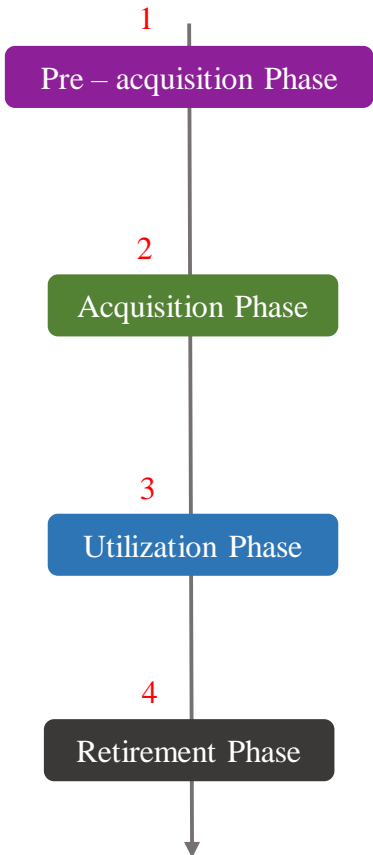 1
Pre – acquisition Phase
2
Acquisition Phase
3
Utilization Phase
4
Retirement Phase